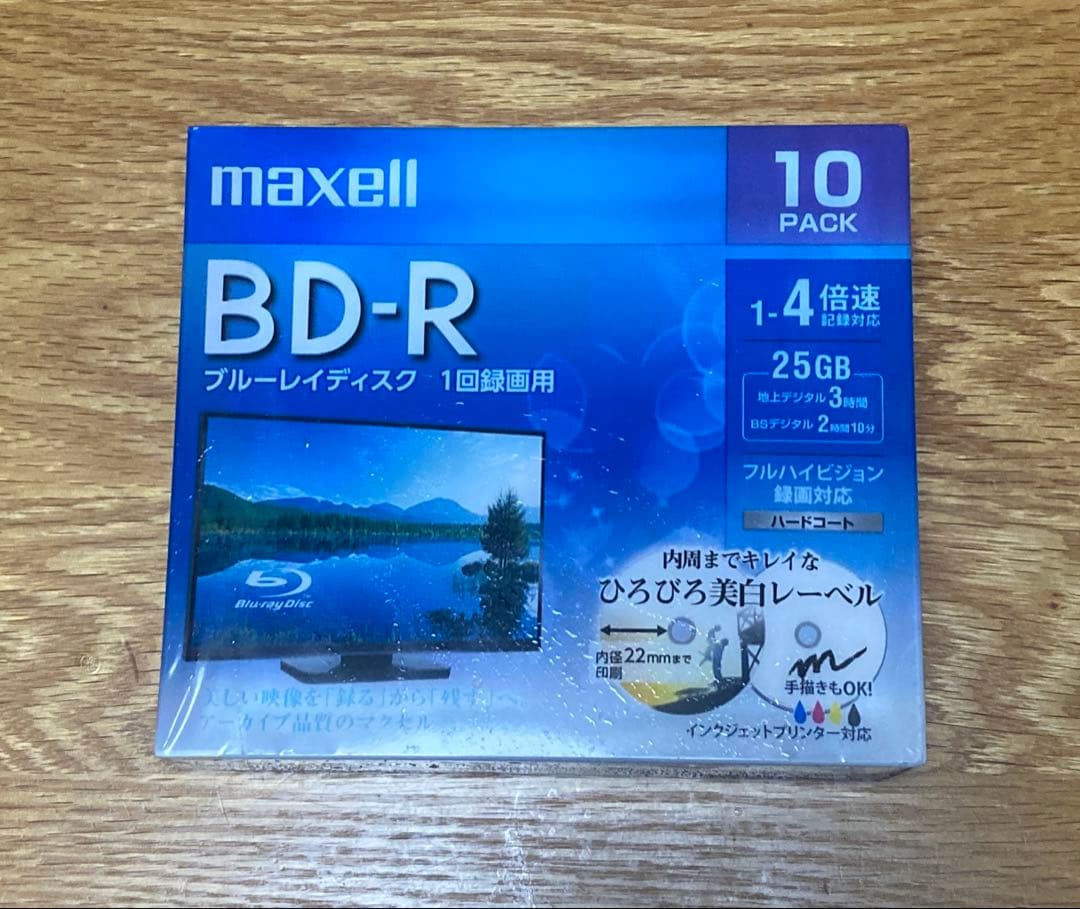 maxell
10
PACK
BD-R
ブルーレイディスク 1回録画用
1-4倍速
記録対応
25GB
地上デジタル3時間
BSデジタル2時間10分
フルハイビジョン
録画対応
ハードコート
Blu-ray Disc
TM
内周までキレイな
ひろびろ美白レーベル
内径22mmまで
印刷
手描きもOK!
インクジェットプリンター対応
美しい映像を「録る」から「残す」へ。
アーカイブ品質のマクセル